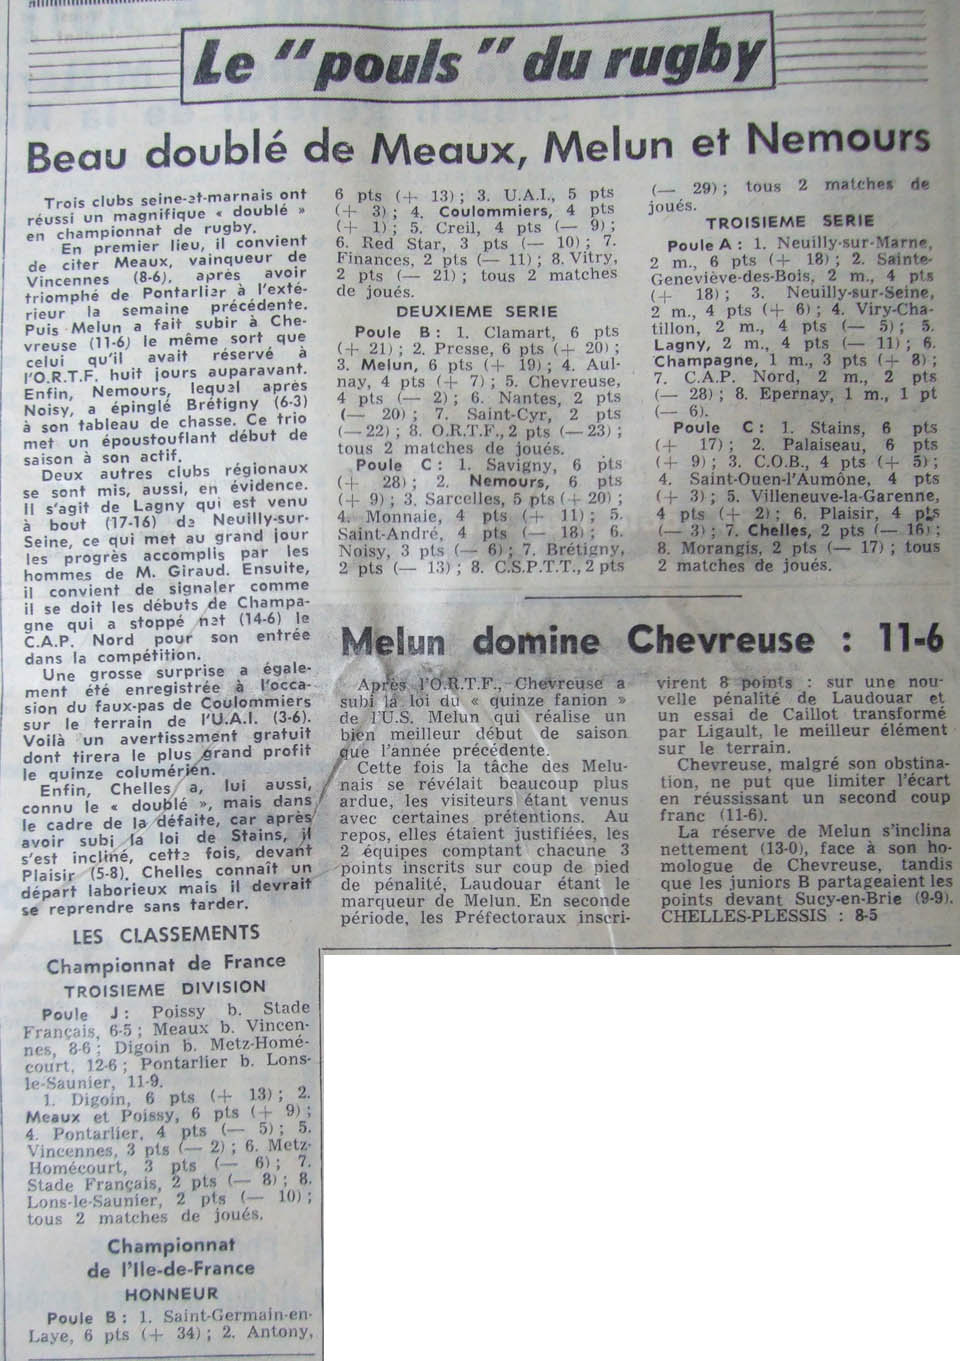 Le "pouls" du rugby
Beau doublé de Meaux, Melun et Nemours
Trois clubs seine-et-marnais ont
réussi un magnifique « doublé »
en championnat de rugby.
En premier lieu, il convient
de citer Meaux, vainqueur de
Vincennes (8-6), après avoir
triomphé de Pontarlier à l'exté-
rieur la semaine précédente.
Puis Melun a fait subir à Che-
vreuse (11-6) le même sort que
celui qu'il avait réservé à
l'O.R.T.F. huit jours auparavant.
Enfin, Nemours, lequel après
Noisy, a épinglé Brétigny (6-3)
à son tableau de chasse. Ce trio
met un époustouflant début de
saison à son actif.
Deux autres clubs régionaux
se sont mis, aussi, en évidence.
Il s'agit de Lagny qui est venu
à bout (17-16) de Neuilly-sur-
Seine, ce qui met au grand jour
les progrès accomplis par les
hommes de M. Giraud. Ensuite,
il convient de signaler comme
il se doit les débuts de Champa-
gne qui a stoppé net (14-6) le
C.A.P. Nord pour son entrée
dans la compétition.
Une grosse surprise a égale-
ment été enregistrée à l'occa-
sion du faux-pas de Coulommiers
sur le terrain de l'U.A.I. (3-6).
Voilà un avertissement gratuit
dont tirera le plus grand profit
le quinze columérien.
Enfin, Chelles a, lui aussi,
connu le « doublé », mais dans
le cadre de la défaite, car après
avoir subi la loi de Stains, il
s'est incliné, cette fois, devant
Plaisir (5-8). Chelles connaît un
départ laborieux mais il devrait
se reprendre sans tarder.
LES CLASSEMENTS
Championnat de France
TROISIEME DIVISION
Poule J : Poissy b. Stade
Français, 6-5 ; Meaux b. Vincen-
nes, 8-6 ; Digoin b. Metz-Homé-
court, 12-6 ; Pontarlier b. Lons-
le-Saunier, 11-9.
1. Digoin, 6 pts (+ 13) ; 2.
Meaux et Poissy, 6 pts (+ 9) ;
4. Pontarlier, 4 pts (— 5) ; 5.
Vincennes, 3 pts (— 2) ; 6. Metz-
Homécourt, 3 pts (— 6) ; 7.
Stade Français, 2 pts (— 8) ; 8.
Lons-le-Saunier, 2 pts (— 10) ;
tous 2 matches de joués.
Championnat
de l'Ile-de-France
HONNEUR
Poule B : 1. Saint-Germain-en-
Laye, 6 pts (+ 34) ; 2. Antony,
6 pts (+ 13) ; 3. U.A.I., 5 pts
(+ 3) ; 4. Coulommiers, 4 pts
(+ 1) ; 5. Creil, 4 pts (— 9) ;
6. Red Star, 3 pts (— 10) ; 7.
Finances, 2 pts (— 11) ; 8. Vitry,
2 pts (— 21) ; tous 2 matches
de joués.
DEUXIEME SERIE
Poule B : 1. Clamart, 6 pts
(+ 21) ; 2. Presse, 6 pts (+ 20) ;
3. Melun, 6 pts (+ 19) ; 4. Aul-
nay, 4 pts (+ 7) ; 5. Chevreuse,
4 pts (— 2) ; 6. Nantes, 2 pts
(— 20) ; 7. Saint-Cyr, 2 pts
(—22) ; 8. O.R.T.F., 2 pts (—23) ;
tous 2 matches de joués.
Poule C : 1. Savigny, 6 pts
(+ 28) ; 2. Nemours, 6 pts
(+ 9) ; 3. Sarcelles, 5 pts (+ 20) ;
4. Monnaie, 4 pts (+ 11) ; 5.
Saint-André, 4 pts (— 18) ; 6.
Noisy, 3 pts (— 6) ; 7. Brétigny,
2 pts (— 13) ; 8. C.S.P.T.T., 2 pts
(— 29) ; tous 2 matches de
joués.
TROISIEME SERIE
Poule A : 1. Neuilly-sur-Marne,
2 m., 6 pts (+ 18) ; 2. Sainte-
Geneviève-des-Bois, 2 m., 4 pts
(+ 18) ; 3. Neuilly-sur-Seine,
2 m., 4 pts (+ 6) ; 4. Viry-Cha-
tillon, 2 m., 4 pts (— 5) ; 5.
Lagny, 2 m., 4 pts (— 11) ; 6.
Champagne, 1 m., 3 pts (+ 8) ;
7. C.A.P. Nord, 2 m., 2 pts
(— 28) ; 8. Epernay, 1 m., 1 pt
(— 6).
Poule C : 1. Stains, 6 pts
(+ 17) ; 2. Palaiseau, 6 pts
(+ 9) ; 3. C.O.B., 4 pts (+ 5) ;
4. Saint-Ouen-l'Aumône, 4 pts
(+ 3) ; 5. Villeneuve-la-Garenne,
4 pts (+ 2) ; 6. Plaisir, 4 pts
(— 3) ; 7. Chelles, 2 pts (— 16) ;
8. Morangis, 2 pts (— 17) ; tous
2 matches de joués.
Melun domine Chevreuse : 11-6
Après l'O.R.T.F., Chevreuse a
subi la loi du « quinze fanion »
de l'U.S. Melun qui réalise un
bien meilleur début de saison
que l'année précédente.
Cette fois la tâche des Melu-
nais se révélait beaucoup plus
ardue, les visiteurs étant venus
avec certaines prétentions. Au
repos, elles étaient justifiées, les
2 équipes comptant chacune 3
points inscrits sur coup de pied
de pénalité, Laudouar étant le
marqueur de Melun. En seconde
période, les Préfectoraux inscri-
virent 8 points : sur une nou-
velle pénalité de Laudouar et
un essai de Caillot transformé
par Ligault, le meilleur élément
sur le terrain.
Chevreuse, malgré son obstina-
tion, ne put que limiter l'écart
en réussissant un second coup
franc (11-6).
La réserve de Melun s'inclina
nettement (13-0), face à son ho-
mologue de Chevreuse, tandis
que les juniors B partageaient les
points devant Sucy-en-Brie (9-9).
CHELLES-PLESSIS : 8-5